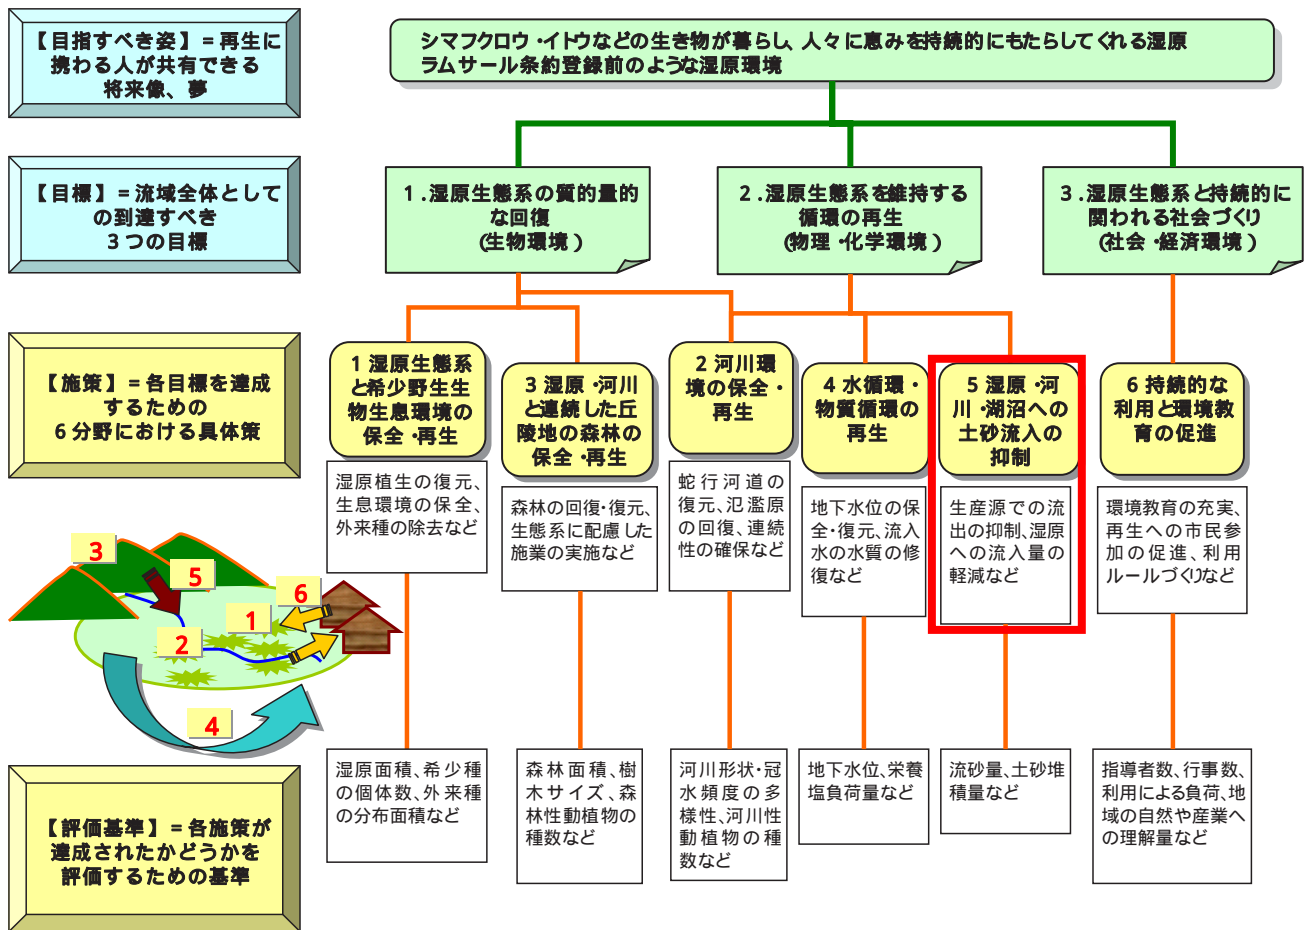 【目指すべき姿】＝再生に
携わる人が共有できる
将来像、夢
シマフクロウ・イトウなどの生き物が暮らし、人々に恵みを持続的にもたらしてくれる湿原
ラムサール条約登録前のような湿原環境
【目標】＝流域全体として
の到達すべき
３つの目標
１.湿原生態系の質的量的
な回復
(生物環境)
２.湿原生態系を維持する
循環の再生
(物理・化学環境)
３.湿原生態系と持続的に
関われる社会づくり
(社会・経済環境)
【施策】＝各目標を達成
するための
６分野における具体策
１湿原生態系
と希少野生生
物生息環境の
保全・再生
湿原植生の復元、
生息環境の保全、
外来種の除去など
３湿原・河川
と連続した丘
陵地の森林の
保全・再生
森林の回復・復元、
生態系に配慮した
施業の実施など
２河川環
境の保全・
再生
蛇行河道の
復元、氾濫原
の回復、連続
性の確保など
４水循環・
物質循環の
再生
地下水位の保
全・復元、流入
水の水質の修
復など
５湿原・河
川・湖沼への
土砂流入の
抑制
生産源での流
出の抑制、湿原
への流入量の
軽減など
６持続的な
利用と環境教
育の促進
環境教育の充実、
再生への市民参
加の促進、利用
ルールづくりなど
3
5
6
1
2
4
【評価基準】＝各施策が
達成されたかどうかを
評価するための基準
湿原面積、希少種
の個体数、外来種
の分布面積など
森林面積、樹
木サイズ、森
林性動植物の
種数など
河川形状・冠
水頻度の多
様性、河川性
動植物の種
数など
地下水位、栄養
塩負荷量など
流砂量、土砂堆
積量など
指導者数、行事数、
利用による負荷、地
域の自然や産業へ
の理解量など